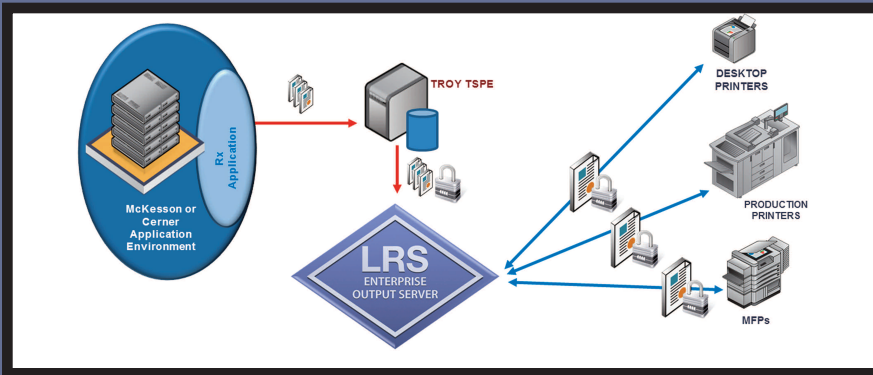 TROY TSPE
Rx
Application
McKesson or
Cerner
Application
Environment
LRS
ENTERPRISE
OUTPUT SERVER
DESKTOP
PRINTERS
PRODUCTION
PRINTERS
MFPs